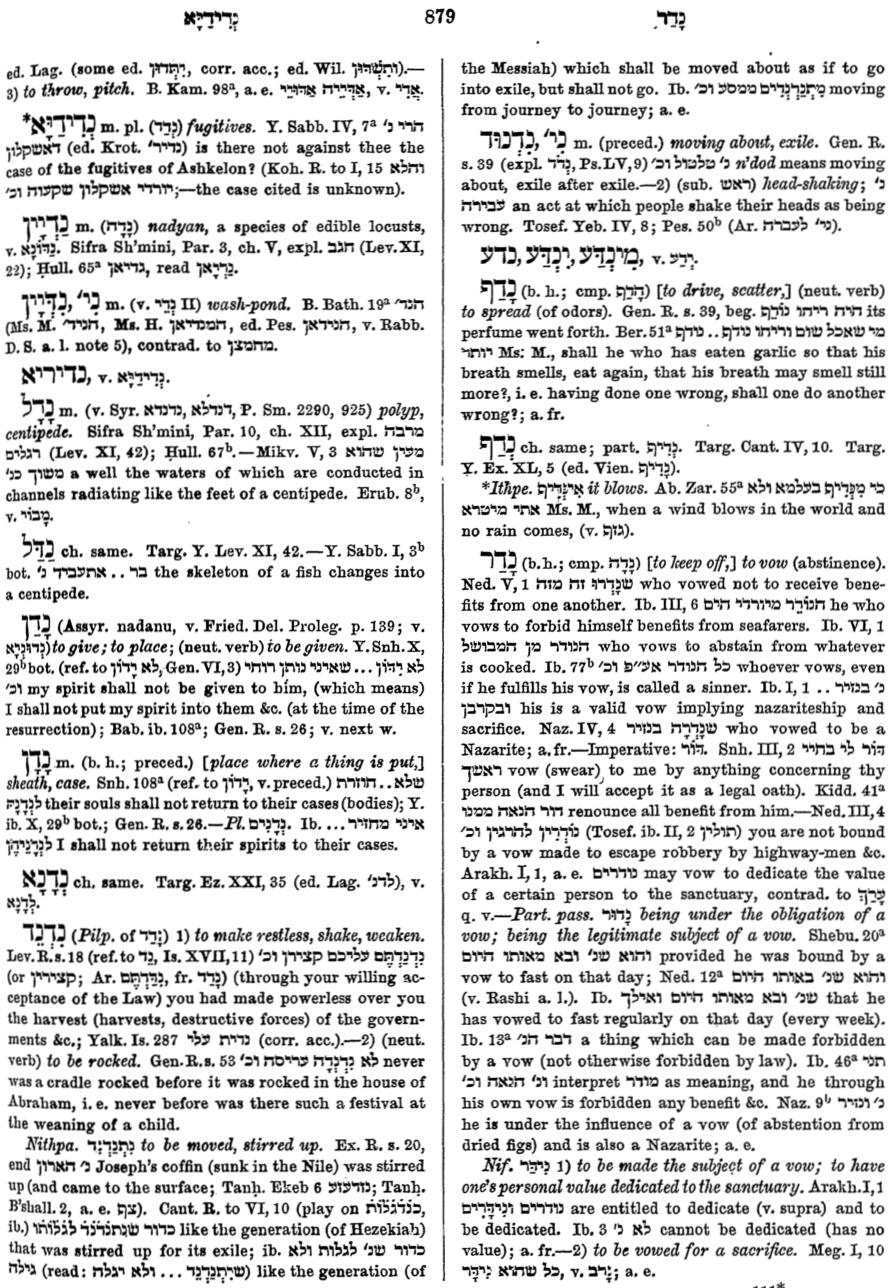 נְדִידַיָּא 879 נָדַר
ed. Lag. (some ed. יִתְּדוּן, corr. acc.; ed. Wil. וּתְשַׁדּוּן).—
3) to throw, pitch. B. Kam. 98ᵃ, a. e. אַדְיֵיה אַדּוּיֵי, v. אֲדֵי.
נְדִידַיָּא* m. pl. (נְדַד) fugitives. Y. Sabb. IV, 7ᵃ הרי נ׳
דאשקלון (ed. Krot. נדיר׳) is there not against thee the
case of the fugitives of Ashkelon? (Koh. R. to I, 15 והלא
יורדי אשקלון שקעוה וכ׳;—the case cited is unknown).
נַדְיָין m. (נָדָה) nadyan, a species of edible locusts,
v. נַדּוֹנָא. Sifra Sh'mini, Par. 3, ch. V, expl. חגב (Lev. XI,
22); Ḥull. 65ᵃ נדיאן, read נַדְיָאן.
נַדְיָין, נִי׳ m. (v. נְדֵי II) wash-pond. B. Bath. 19ᵃ הנד׳
(Ms. M. הניד׳, Ms. H. המנדיאן, ed. Pes. הנידאן, v. Rabb.
D. S. a. l. note 5), contrad. to מחמצן.
נדיריא, v. נְדִידַיָּא.
נָדָל m. (v. Syr. נדלא, נדנדא, P. Sm. 2290, 925) polyp,
centipede. Sifra Sh'mini, Par. 10, ch. XII, expl. מרבה
רגלים (Lev. XI, 42); Ḥull. 67ᵇ.—Mikv. V, 3 מעין שהוא
משוך כנ׳ a well the waters of which are conducted in
channels radiating like the feet of a centipede. Erub. 8ᵇ,
v. מָבוֹי.
נַדָּל ch. same. Targ. Y. Lev. XI, 42.—Y. Sabb. I, 3ᵇ
bot. בר .. אתעביד נ׳ the skeleton of a fish changes into
a centipede.
נָדַן (Assyr. nadanu, v. Fried. Del. Proleg. p. 139; v.
נְדוּנְיָא) to give; to place; (neut. verb) to be given. Y. Snh. X,
29ᵇ bot. (ref. to לא יָדוֹן, Gen. VI, 3) לא יִדּוֹן ... שאיני נותן רוחי
וכ׳ my spirit shall not be given to him, (which means)
I shall not put my spirit into them &c. (at the time of the
resurrection); Bab. ib. 108ᵃ; Gen. R. s. 26; v. next w.
נָדָן m. (b. h.; preced.) [place where a thing is put,]
sheath, case. Snh. 108ᵃ (ref. to יָדוֹן, v. preced.) שלא .. חוזרת
לִנְדָנָהּ their souls shall not return to their cases (bodies); Y.
ib. X, 29ᵇ bot.; Gen. R. s. 26.—Pl. נְדָנִים. Ib. איני מחזיר ....
לְנִדְנֵיהֶן I shall not return their spirits to their cases.
נִדְנָא ch. same. Targ. Ez. XXI, 35 (ed. Lag. לדנ׳), v.
לְדָנָא.
נִדְנֵד (Pilp. of נָדַד) 1) to make restless, shake, weaken.
Lev. R. s. 18 (ref. to נֵד, Is. XVII, 11) נִדְנַדְתֶּם עליכם קצירן וכ׳
(or קצירין; Ar. נַדֵּדְתֶּם, fr. נָדַד) (through your willing ac-
ceptance of the Law) you had made powerless over you
the harvest (harvests, destructive forces) of the govern-
ments &c.; Yalk. Is. 287 נדית עלי (corr. acc.).—2) (neut.
verb) to be rocked. Gen. R. s. 53 לא נִדְנְדָה עריסה וכ׳ never
was a cradle rocked before it was rocked in the house of
Abraham, i. e. never before was there such a festival at
the weaning of a child.
Nithpa. נִתְנַדְנֵד to be moved, stirred up. Ex. R. s. 20,
end נ׳ הארון Joseph's coffin (sunk in the Nile) was stirred
up (and came to the surface; Tanḥ. Ekeb 6 נזדעזע; Tanḥ.
B'shall. 2, a. e. צף). Cant. R. to VI, 10 (play on כנדגלות,
ib.) כדור שֶׁנִּתְנַדְנֵד לגלותו like the generation (of Hezekiah)
that was stirred up for its exile; ib. כדור שנ׳ לגלות ולא
גילה (read: שֶׁיִּתְנַדְנֵד ... ולא יגלה) like the generation (of
the Messiah) which shall be moved about as if to go
into exile, but shall not go. Ib. מִתְנַדְנְדִים ממסע וכ׳ moving
from journey to journey; a. e.
נִדְנוּד, נִי׳ m. (preced.) moving about, exile. Gen. R.
s. 39 (expl. נְדֹד, Ps. LV, 9) נ׳ טלטול וכ׳ n'dod means moving
about, exile after exile.—2) (sub. ראש) head-shaking; נ׳
עבירה an act at which people shake their heads as being
wrong. Tosef. Yeb. IV, 8; Pes. 50ᵇ (Ar. ני׳ לעברה).
נדע, יִנְדַּע, מִינְדַּע, v. יְדַע.
נָדַף (b. h.; cmp. הָדַף) [to drive, scatter,] (neut. verb)
to spread (of odors). Gen. R. s. 39, beg. היה ריחו נוֹדֵף its
perfume went forth. Ber. 51ᵃ מי שאכל שום וריחו נודף .. נודף
יותר Ms. M., shall he who has eaten garlic so that his
breath smells, eat again, that his breath may smell still
more?, i. e. having done one wrong, shall one do another
wrong?; a. fr.
נְדַף ch. same; part. נָדֵיף. Targ. Cant. IV, 10. Targ.
Y. Ex. XL, 5 (ed. Vien. נָדִיף).
*Ithpe. אִינְּדִיף it blows. Ab. Zar. 55ᵃ כי מִנְּדִיף בעלמא ולא
אתי מיטרא Ms. M., when a wind blows in the world and
no rain comes, (v. גוף).
נָדַר (b. h.; cmp. נָדָה) [to keep off,] to vow (abstinence).
Ned. V, 1 שֶׁנָּדְרוּ זה מזה who vowed not to receive bene-
fits from one another. Ib. III, 6 הנוֹדֵר מיורדי הים he who
vows to forbid himself benefits from seafarers. Ib. VI, 1
הנודר מן המבושל who vows to abstain from whatever
is cooked. Ib. 77ᵇ כל הנודר אע״פ וכ׳ whoever vows, even
if he fulfills his vow, is called a sinner. Ib. I, 1 נ׳ בנזיר ..
ובקרבן his is a valid vow implying nazariteship and
sacrifice. Naz. IV, 4 שנָּדְרָה בנזיר who vowed to be a
Nazarite; a. fr.—Imperative: דּוֹר. Snh. III, 2 דור לי בחיי
ראשך vow (swear) to me by anything concerning thy
person (and I will accept it as a legal oath). Kidd. 41ᵃ
דור הנאה ממנו renounce all benefit from him.—Ned. III, 4
נוֹדְרִין להרגין וכ׳ (Tosef. ib. II, 2 חולין) you are not bound
by a vow made to escape robbery by highway-men &c.
Arakh. I, 1, a. e. נודרים may vow to dedicate the value
of a certain person to the sanctuary, contrad. to עָרַךְ
q. v.—Part. pass. נָדוּר being under the obligation of a
vow; being the legitimate subject of a vow. Shebu. 20ᵃ
והוא שנ׳ ובא מאותו היום provided he was bound by a
vow to fast on that day; Ned. 12ᵃ והוא שנ׳ באותו היום
(v. Rashi a. l.). Ib. שנ׳ ובא מאותו היום ואילך that he
has vowed to fast regularly on that day (every week).
Ib. 13ᵃ דבר הנ׳ a thing which can be made forbidden
by a vow (not otherwise forbidden by law). Ib. 46ᵃ תני
ונ׳ הנאה וכ׳ interpret מודר as meaning, and he through
his own vow is forbidden any benefit &c. Naz. 9ᵇ נ׳ ונזיר
he is under the influence of a vow (of abstention from
dried figs) and is also a Nazarite; a. e.
Nif. נִידַּר 1) to be made the subject of a vow; to have
one's personal value dedicated to the sanctuary. Arakh. I, 1
נודרים וְנִידָּרִים are entitled to dedicate (v. supra) and to
be dedicated. Ib. 3 לא נ׳ cannot be dedicated (has no
value); a. fr.—2) to be vowed for a sacrifice. Meg. I, 10
כל שהוא נידר, v. נָדַב; a. e.